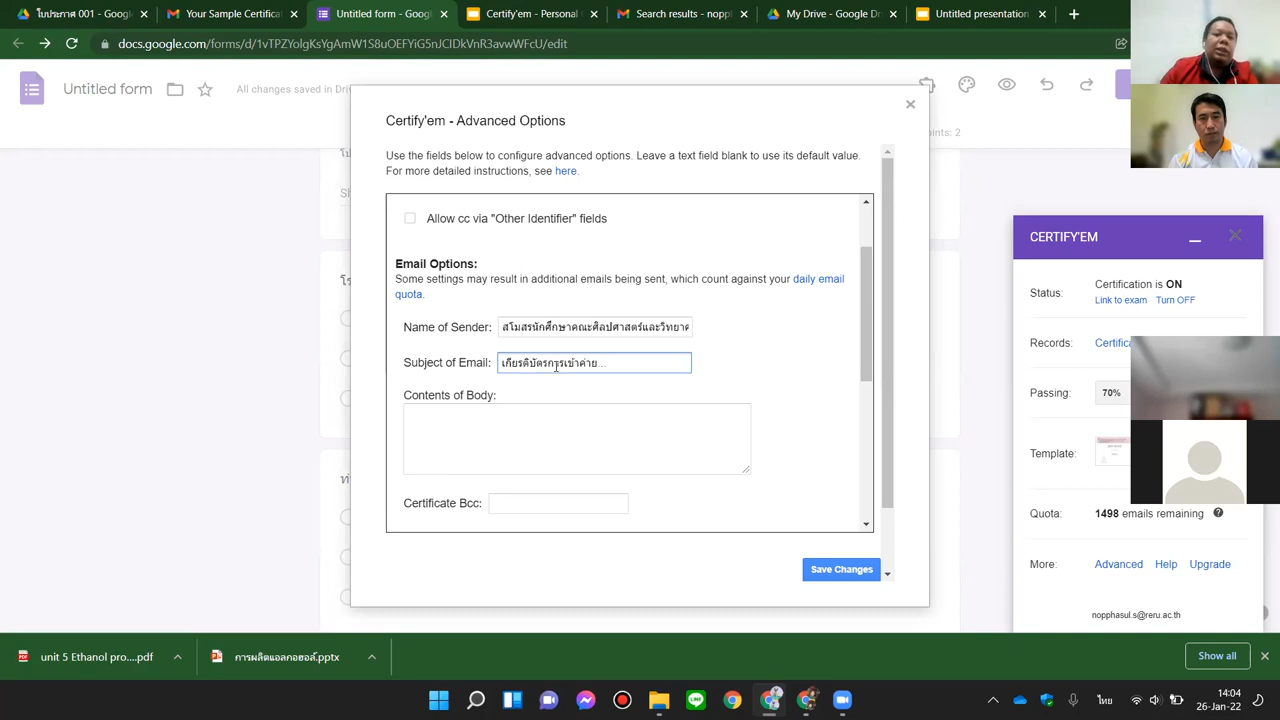 ใบประกาศ 001 - Google D
Your Sample Certificat
Untitled form - Google
Certify'em - Personal C
Search results - nopph
My Drive - Google Driv
Untitled presentation -
docs.google.com/forms/d/1vTPZYolgKsYgAmW1S8uOEFYiG5nJCIDkVnR3avwWFcU/edit
Untitled form
All changes saved in Driv
oints: 2
Certify'em - Advanced Options
Use the fields below to configure advanced options. Leave a text field blank to use its default value.
For more detailed instructions, see here.
Allow cc via "Other Identifier" fields
Email Options:
Some settings may result in additional emails being sent, which count against your daily email
quota.
Name of Sender: สโมสรนักศึกษาคณะศิลปศาสตร์และวิทยาศ
Subject of Email: เกียรติบัตรการเข้าค่าย...
Contents of Body:
Certificate Bcc:
Save Changes
CERTIFY'EM
Status: Certification is ON
Link to exam Turn OFF
Records: Certific
Passing: 70%
Template:
Quota: 1498 emails remaining
More: Advanced Help Upgrade
nopphasul.s@reru.ac.th
unit 5 Ethanol pro....pdf
การผลิตแอลกอฮอล์.pptx
Show all
ไทย
14:04
26-Jan-22